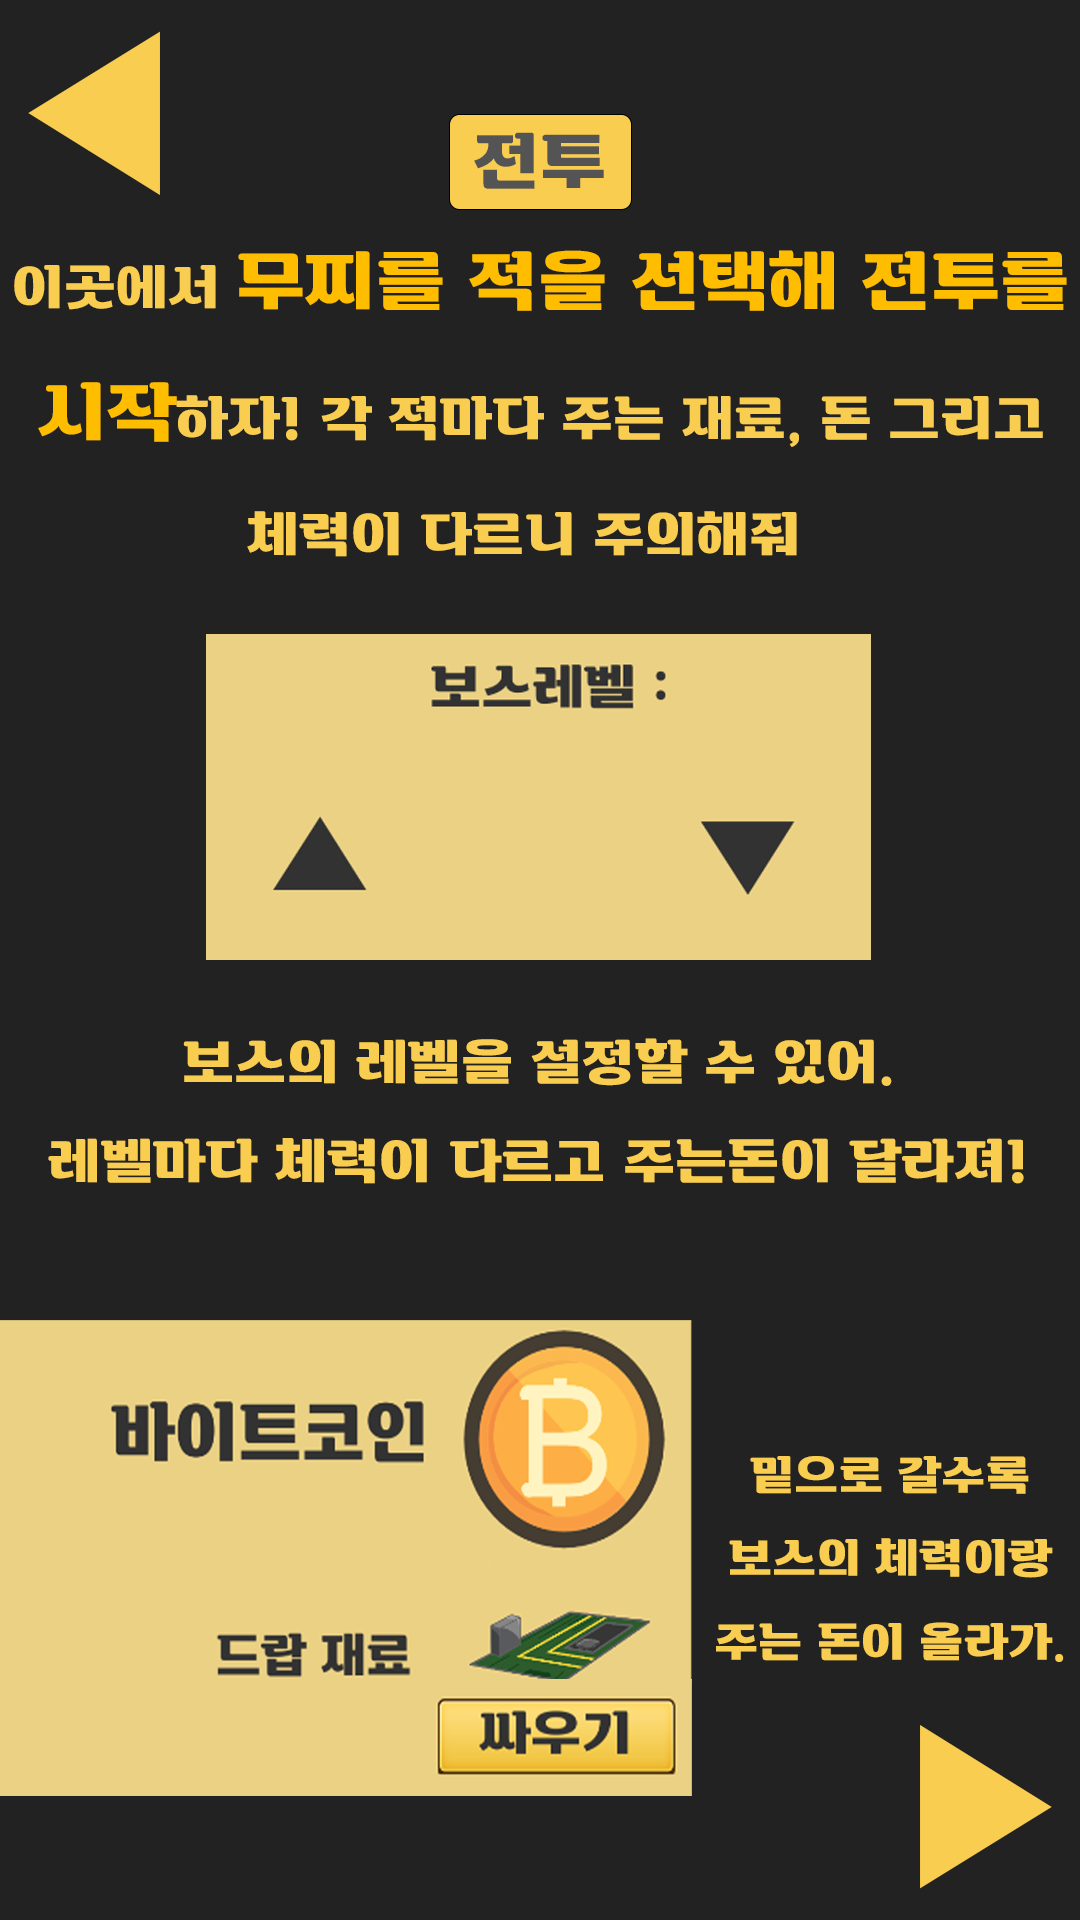 전투
이곳에서 무찌를 적을 선택해 전투를
시작하자! 각 적마다 주는 재료, 돈 그리고
체력이 다르니 주의해줘
보스레벨 :
보스의 레벨을 설정할 수 있어.
레벨마다 체력이 다르고 주는돈이 달라져!
바이트코인
드랍 재료
싸우기
밑으로 갈수록
보스의 체력이랑
주는 돈이 올라가.